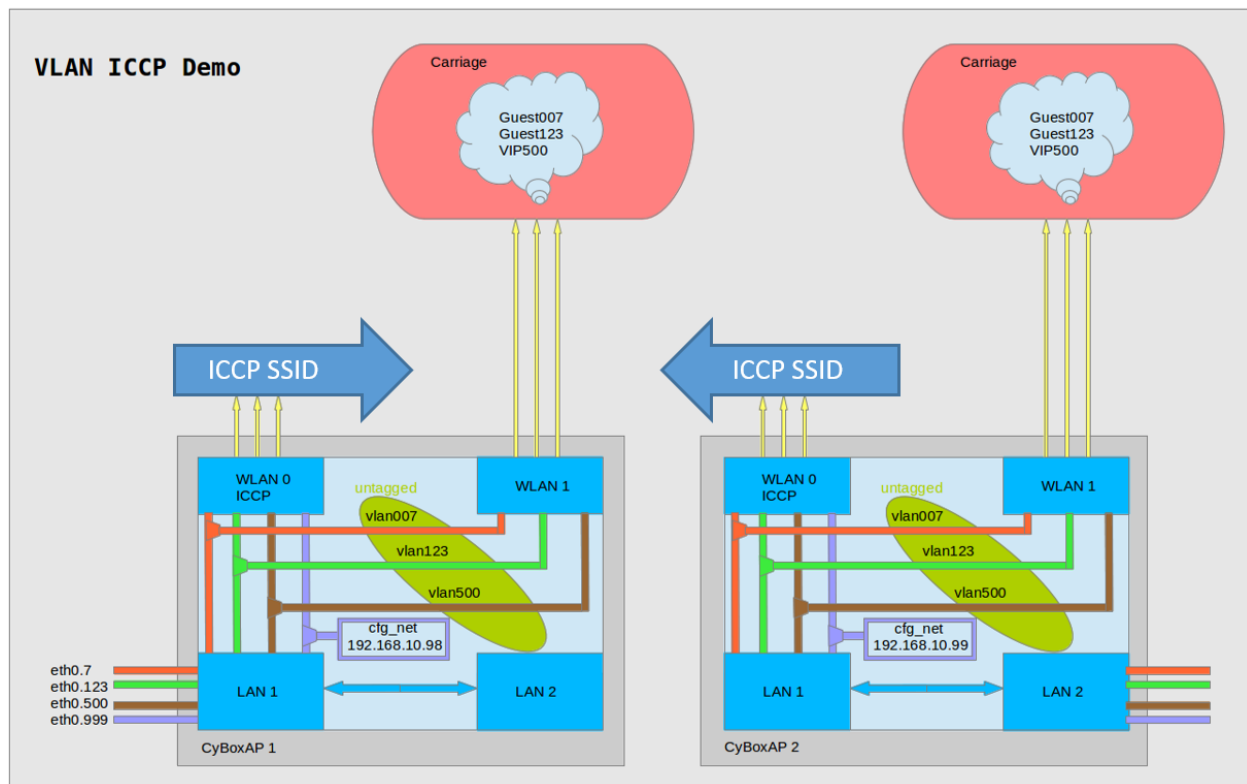 VLAN ICCP Demo
Carriage
Guest007
Guest123
VIP500
Carriage
Guest007
Guest123
VIP500
ICCP SSID
ICCP SSID
WLAN 0
ICCP
untagged
WLAN 1
vlan007
vlan123
vlan500
cfg_net
192.168.10.98
eth0.7
eth0.123
eth0.500
eth0.999
LAN 1
LAN 2
CyBoxAP 1
WLAN 0
ICCP
untagged
WLAN 1
vlan007
vlan123
vlan500
cfg_net
192.168.10.99
LAN 1
LAN 2
CyBoxAP 2